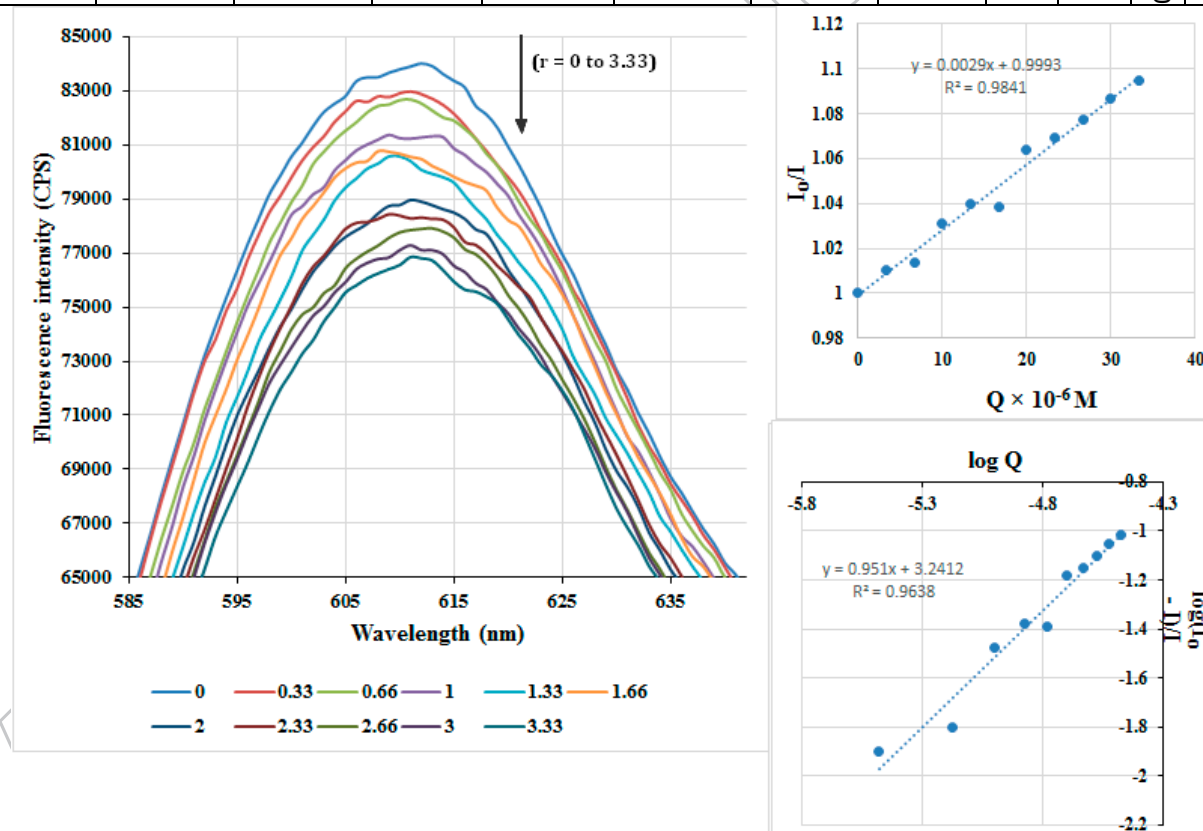 85000
83000
81000
79000
77000
75000
73000
71000
69000
67000
65000
Fluorescence intensity (CPS)
(r = 0 to 3.33)
585 595 605 615 625 635
Wavelength (nm)
0 0.33 0.66 1 1.33 1.66
2 2.33 2.66 3 3.33
1.12
1.1
1.08
1.06
1.04
1.02
1
0.98
I₀/I
y = 0.0029x + 0.9993
R² = 0.9841
0 10 20 30 40
Q × 10⁻⁶ M
log Q
-5.8 -5.3 -4.8 -4.3
-0.8
-1
-1.2
-1.4
-1.6
-1.8
-2
-2.2
y = 0.951x + 3.2412
R² = 0.9638
I)/I